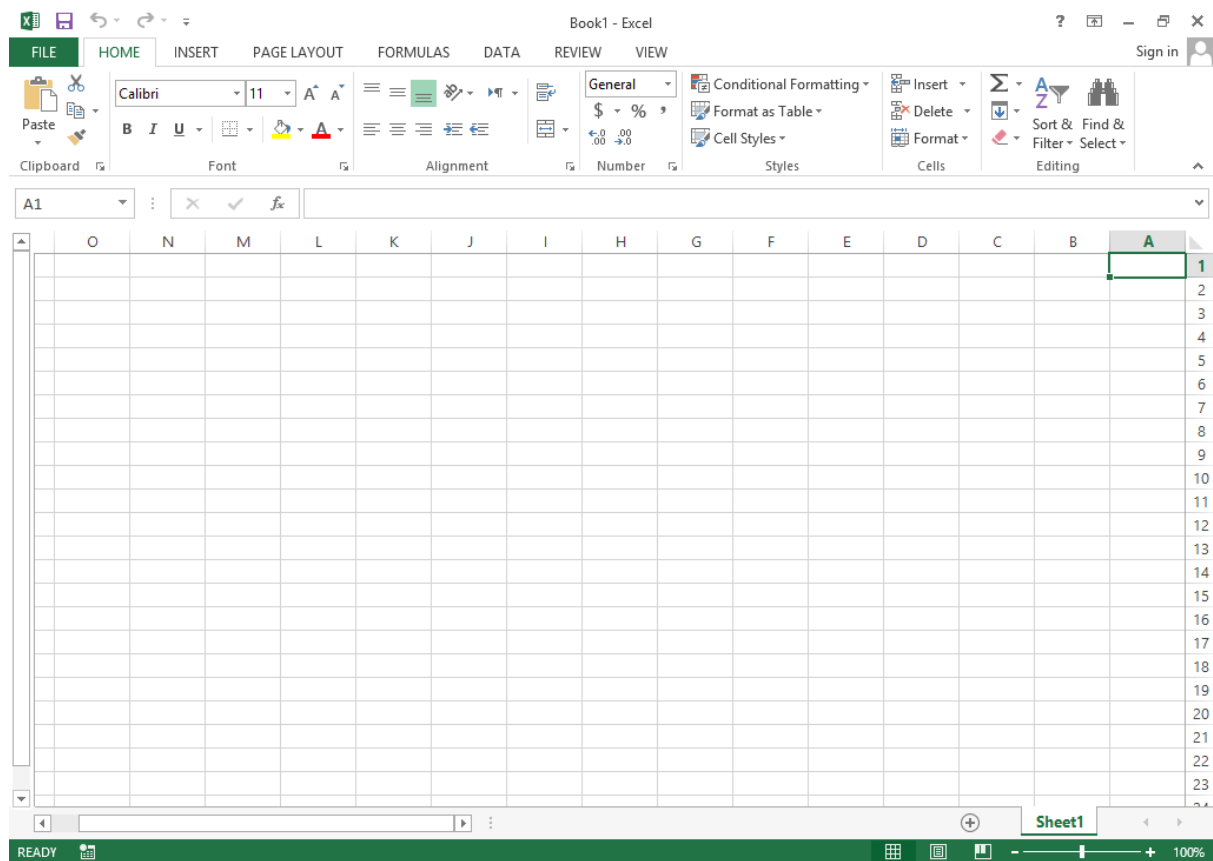 Book1 - Excel
FILE HOME INSERT PAGE LAYOUT FORMULAS DATA REVIEW VIEW Sign in
Calibri 11 General Conditional Formatting Insert
Paste B I U A $ % , Format as Table Delete Sort & Find &
Cell Styles Format Filter Select
Clipboard Font Alignment Number Styles Cells Editing
A1 fx
O N M L K J I H G F E D C B A
1
2
3
4
5
6
7
8
9
10
11
12
13
14
15
16
17
18
19
20
21
22
23
Sheet1
READY 100%